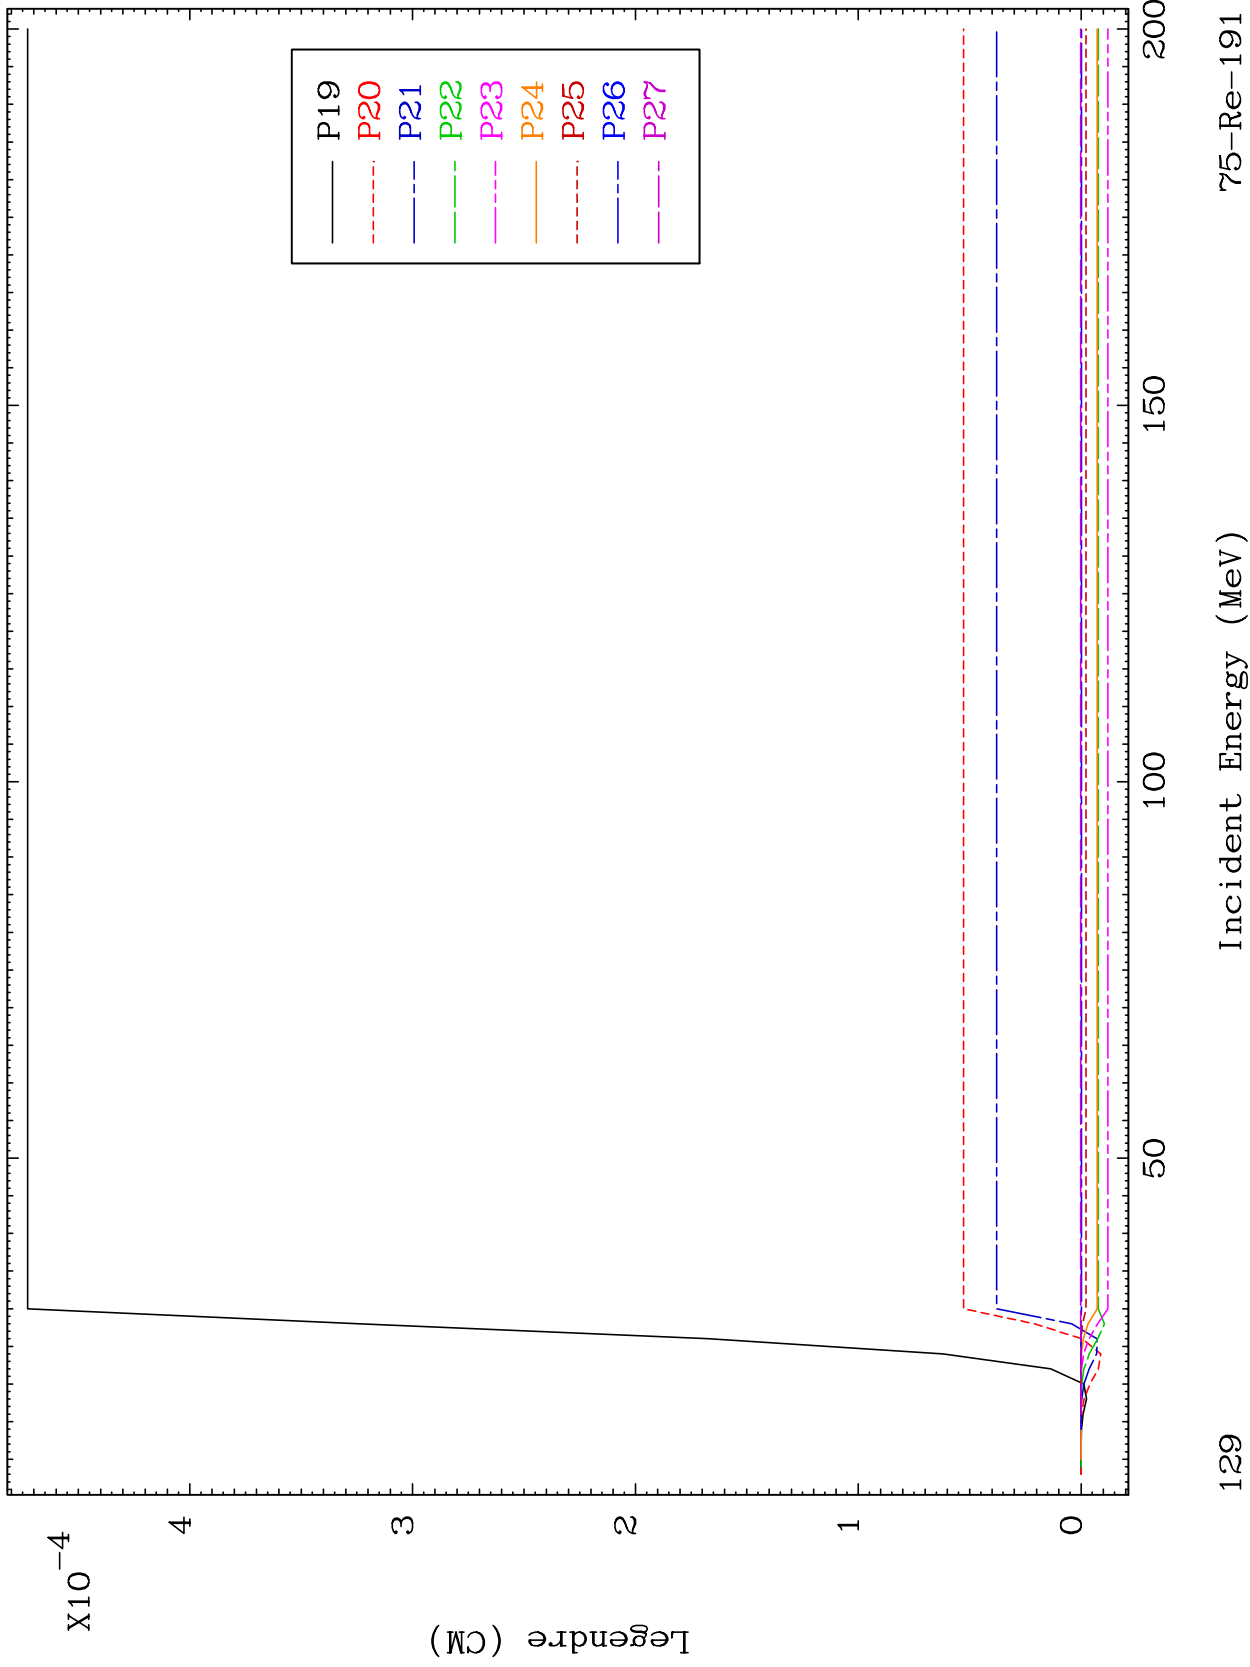 X10-4
4
3
2
1
0
Legendre (CM)
P19
P20
P21
P22
P23
P24
P25
P26
P27
50
100
150
200
Incident Energy (MeV)
129
75-Re-191